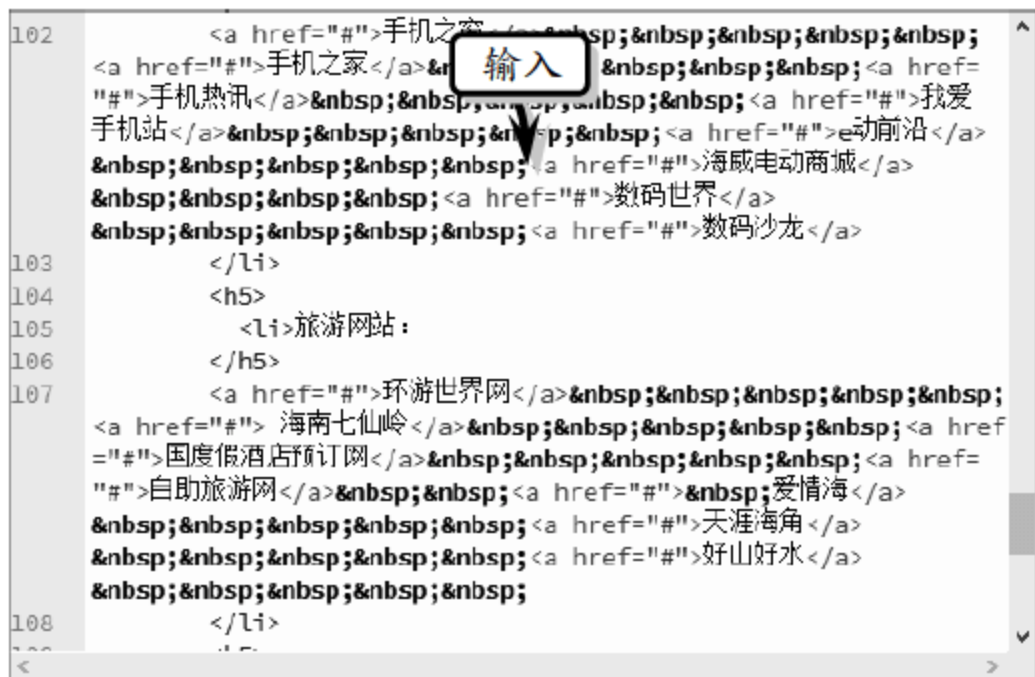 102 <a href="#">手机之家 sp;&nbsp;&nbsp;&nbsp;&nbsp;
输入
<a href="#">手机之家</a>&n &nbsp;&nbsp;<a href=
"#">手机热讯</a>&nbsp;&nbsp;&nbsp;&nbsp;&nbsp;<a href="#">我爱
手机站</a>&nbsp;&nbsp;&nbsp;&nbsp;&nbsp;<a href="#">e动前沿</a>
&nbsp;&nbsp;&nbsp;&nbsp;&nbsp;<a href="#">海威电动商城</a>
&nbsp;&nbsp;&nbsp;&nbsp;<a href="#">数码世界</a>
&nbsp;&nbsp;&nbsp;&nbsp;&nbsp;<a href="#">数码沙龙</a>
103 </li>
104 <h5>
105 <li>旅游网站：
106 </h5>
107 <a href="#">环游世界网</a>&nbsp;&nbsp;&nbsp;&nbsp;&nbsp;
<a href="#"> 海南七仙岭</a>&nbsp;&nbsp;&nbsp;&nbsp;&nbsp;<a href
="#">国度假酒店预订网</a>&nbsp;&nbsp;&nbsp;&nbsp;&nbsp;<a href=
"#">自助旅游网</a>&nbsp;&nbsp;<a href="#">&nbsp;爱情海</a>
&nbsp;&nbsp;&nbsp;&nbsp;&nbsp;<a href="#">天涯海角</a>
&nbsp;&nbsp;&nbsp;&nbsp;&nbsp;<a href="#">好山好水</a>
&nbsp;&nbsp;&nbsp;&nbsp;&nbsp;
108 </li>